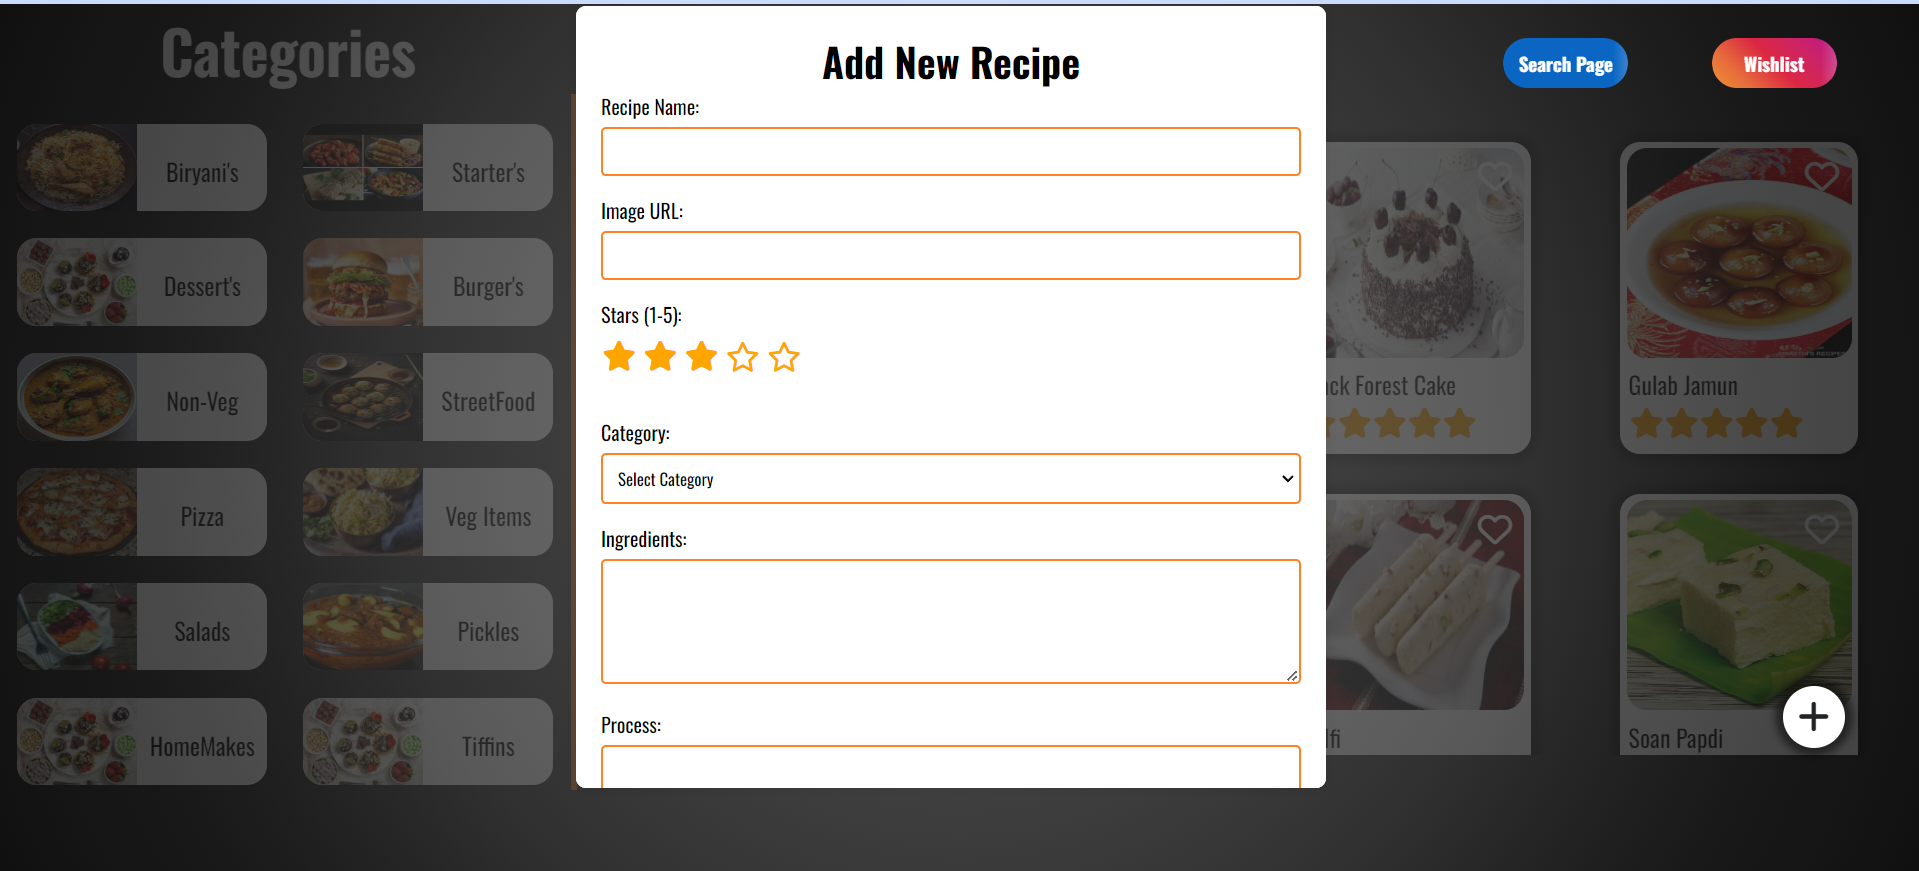 Categories
Biryani's
Starter's
Dessert's
Burger's
Non-Veg
StreetFood
Pizza
Veg Items
Salads
Pickles
HomeMakes
Tiffins
Add New Recipe
Recipe Name:
Image URL:
Stars (1-5):
Category:
Select Category
Ingredients:
Process:
Search Page
Wishlist
ck Forest Cake
Gulab Jamun
lfi
Soan Papdi